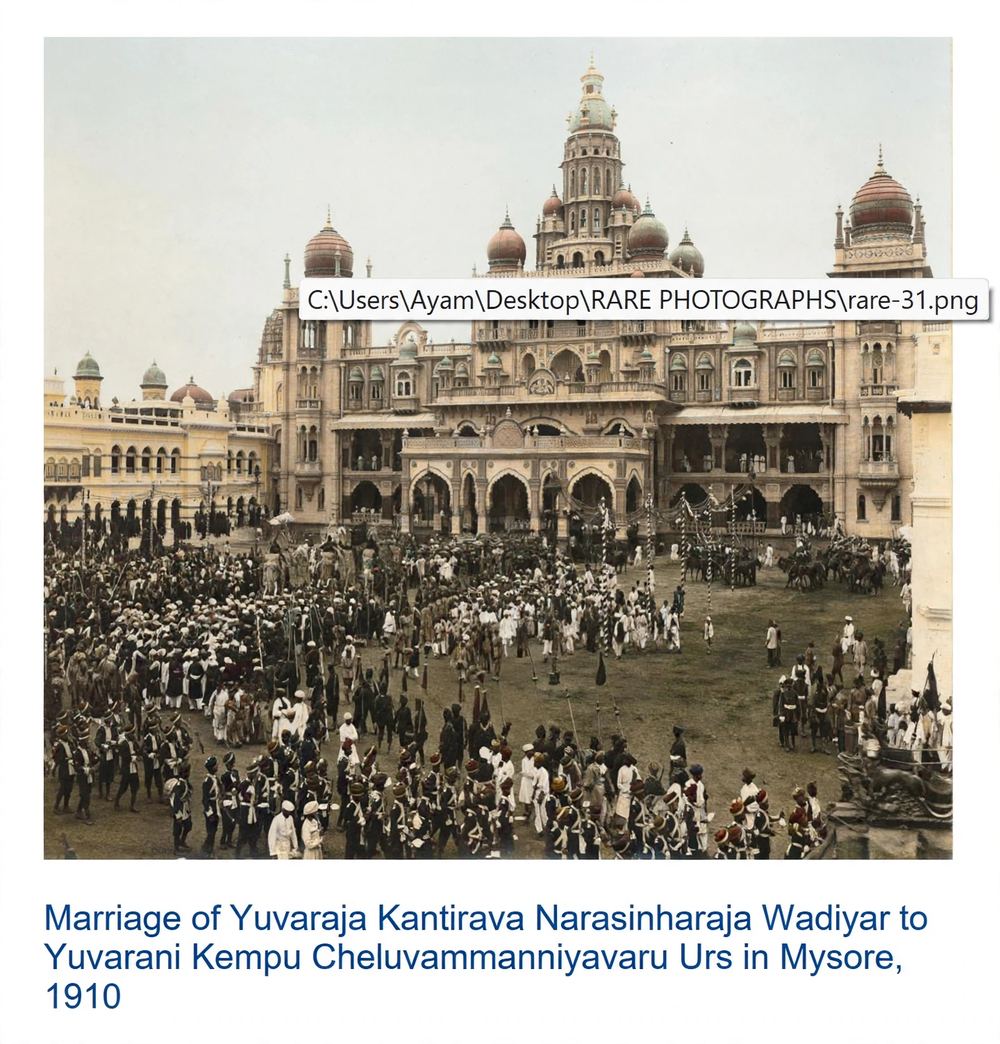 C:\Users\Ayam\Desktop\RARE PHOTOGRAPHS\rare-31.png
Marriage of Yuvaraja Kantirava Narasinharaja Wadiyar to
Yuvarani Kempu Cheluvammanniyavaru Urs in Mysore,
1910